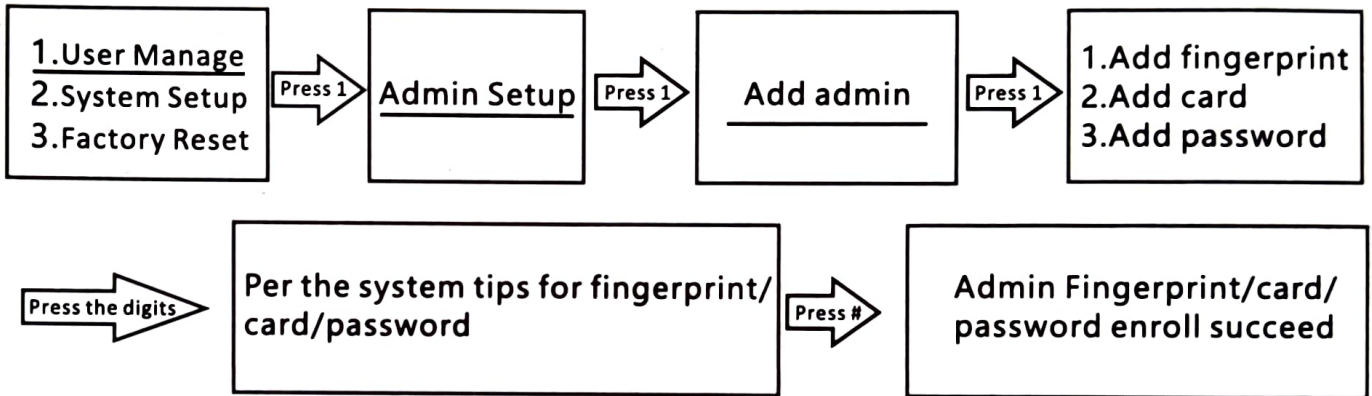 1.User Manage
2.System Setup
3.Factory Reset
Press 1
Admin Setup
Press 1
Add admin
Press 1
1.Add fingerprint
2.Add card
3.Add password
Press the digits
Per the system tips for fingerprint/
card/password
Press #
Admin Fingerprint/card/
password enroll succeed